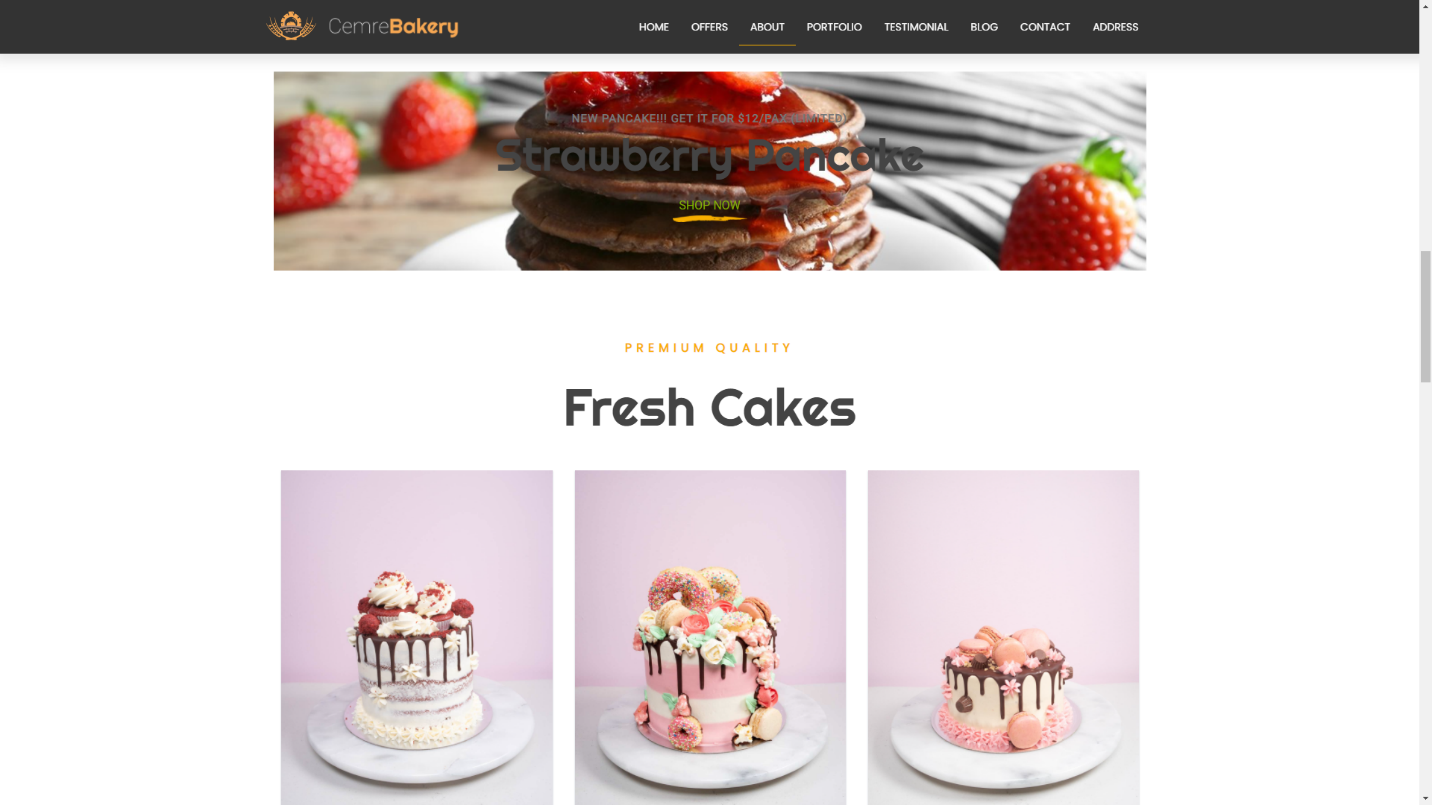 CemreBakery
HOME OFFERS ABOUT PORTFOLIO TESTIMONIAL BLOG CONTACT ADDRESS
NEW PANCAKE!!! GET IT FOR $12/PAX (LIMITED)
Strawberry Pancake
SHOP NOW
PREMIUM QUALITY
Fresh Cakes